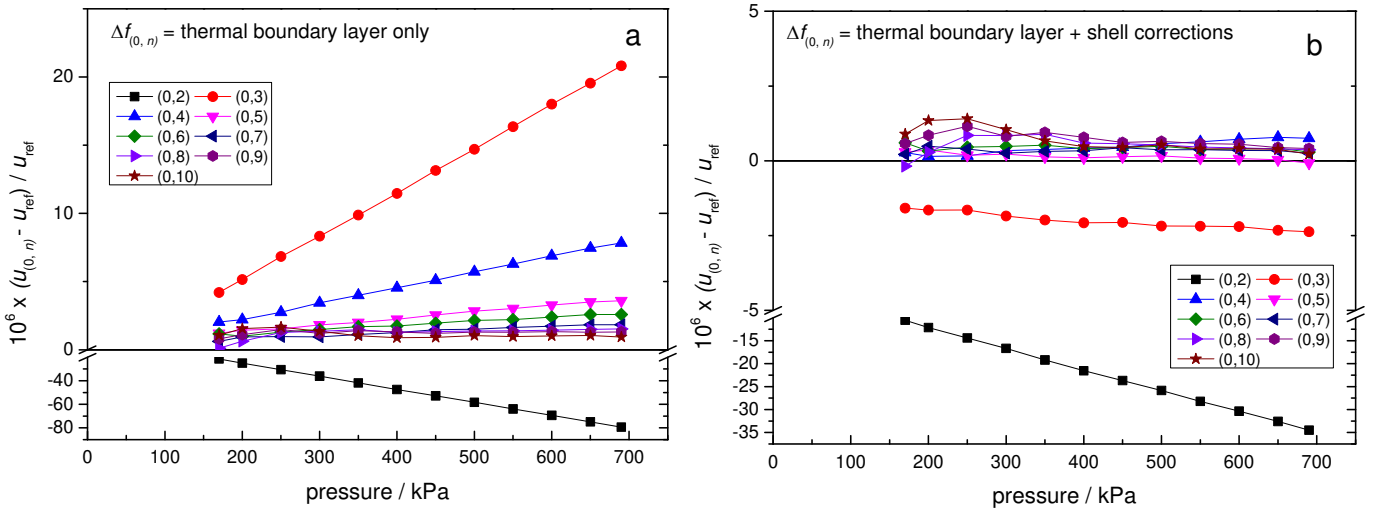 Δf(0, n) = thermal boundary layer only
a
(0,2) (0,3)
(0,4) (0,5)
(0,6) (0,7)
(0,8) (0,9)
(0,10)
20
10
0
-40
-60
-80
10⁶ x (u(0, n) - uref) / uref
0 100 200 300 400 500 600 700
pressure / kPa
Δf(0, n) = thermal boundary layer + shell corrections
b
5
0
-5
-15
-20
-25
-30
-35
10⁶ x (u(0, n) - uref) / uref
(0,2) (0,3)
(0,4) (0,5)
(0,6) (0,7)
(0,8) (0,9)
(0,10)
0 100 200 300 400 500 600 700
pressure / kPa